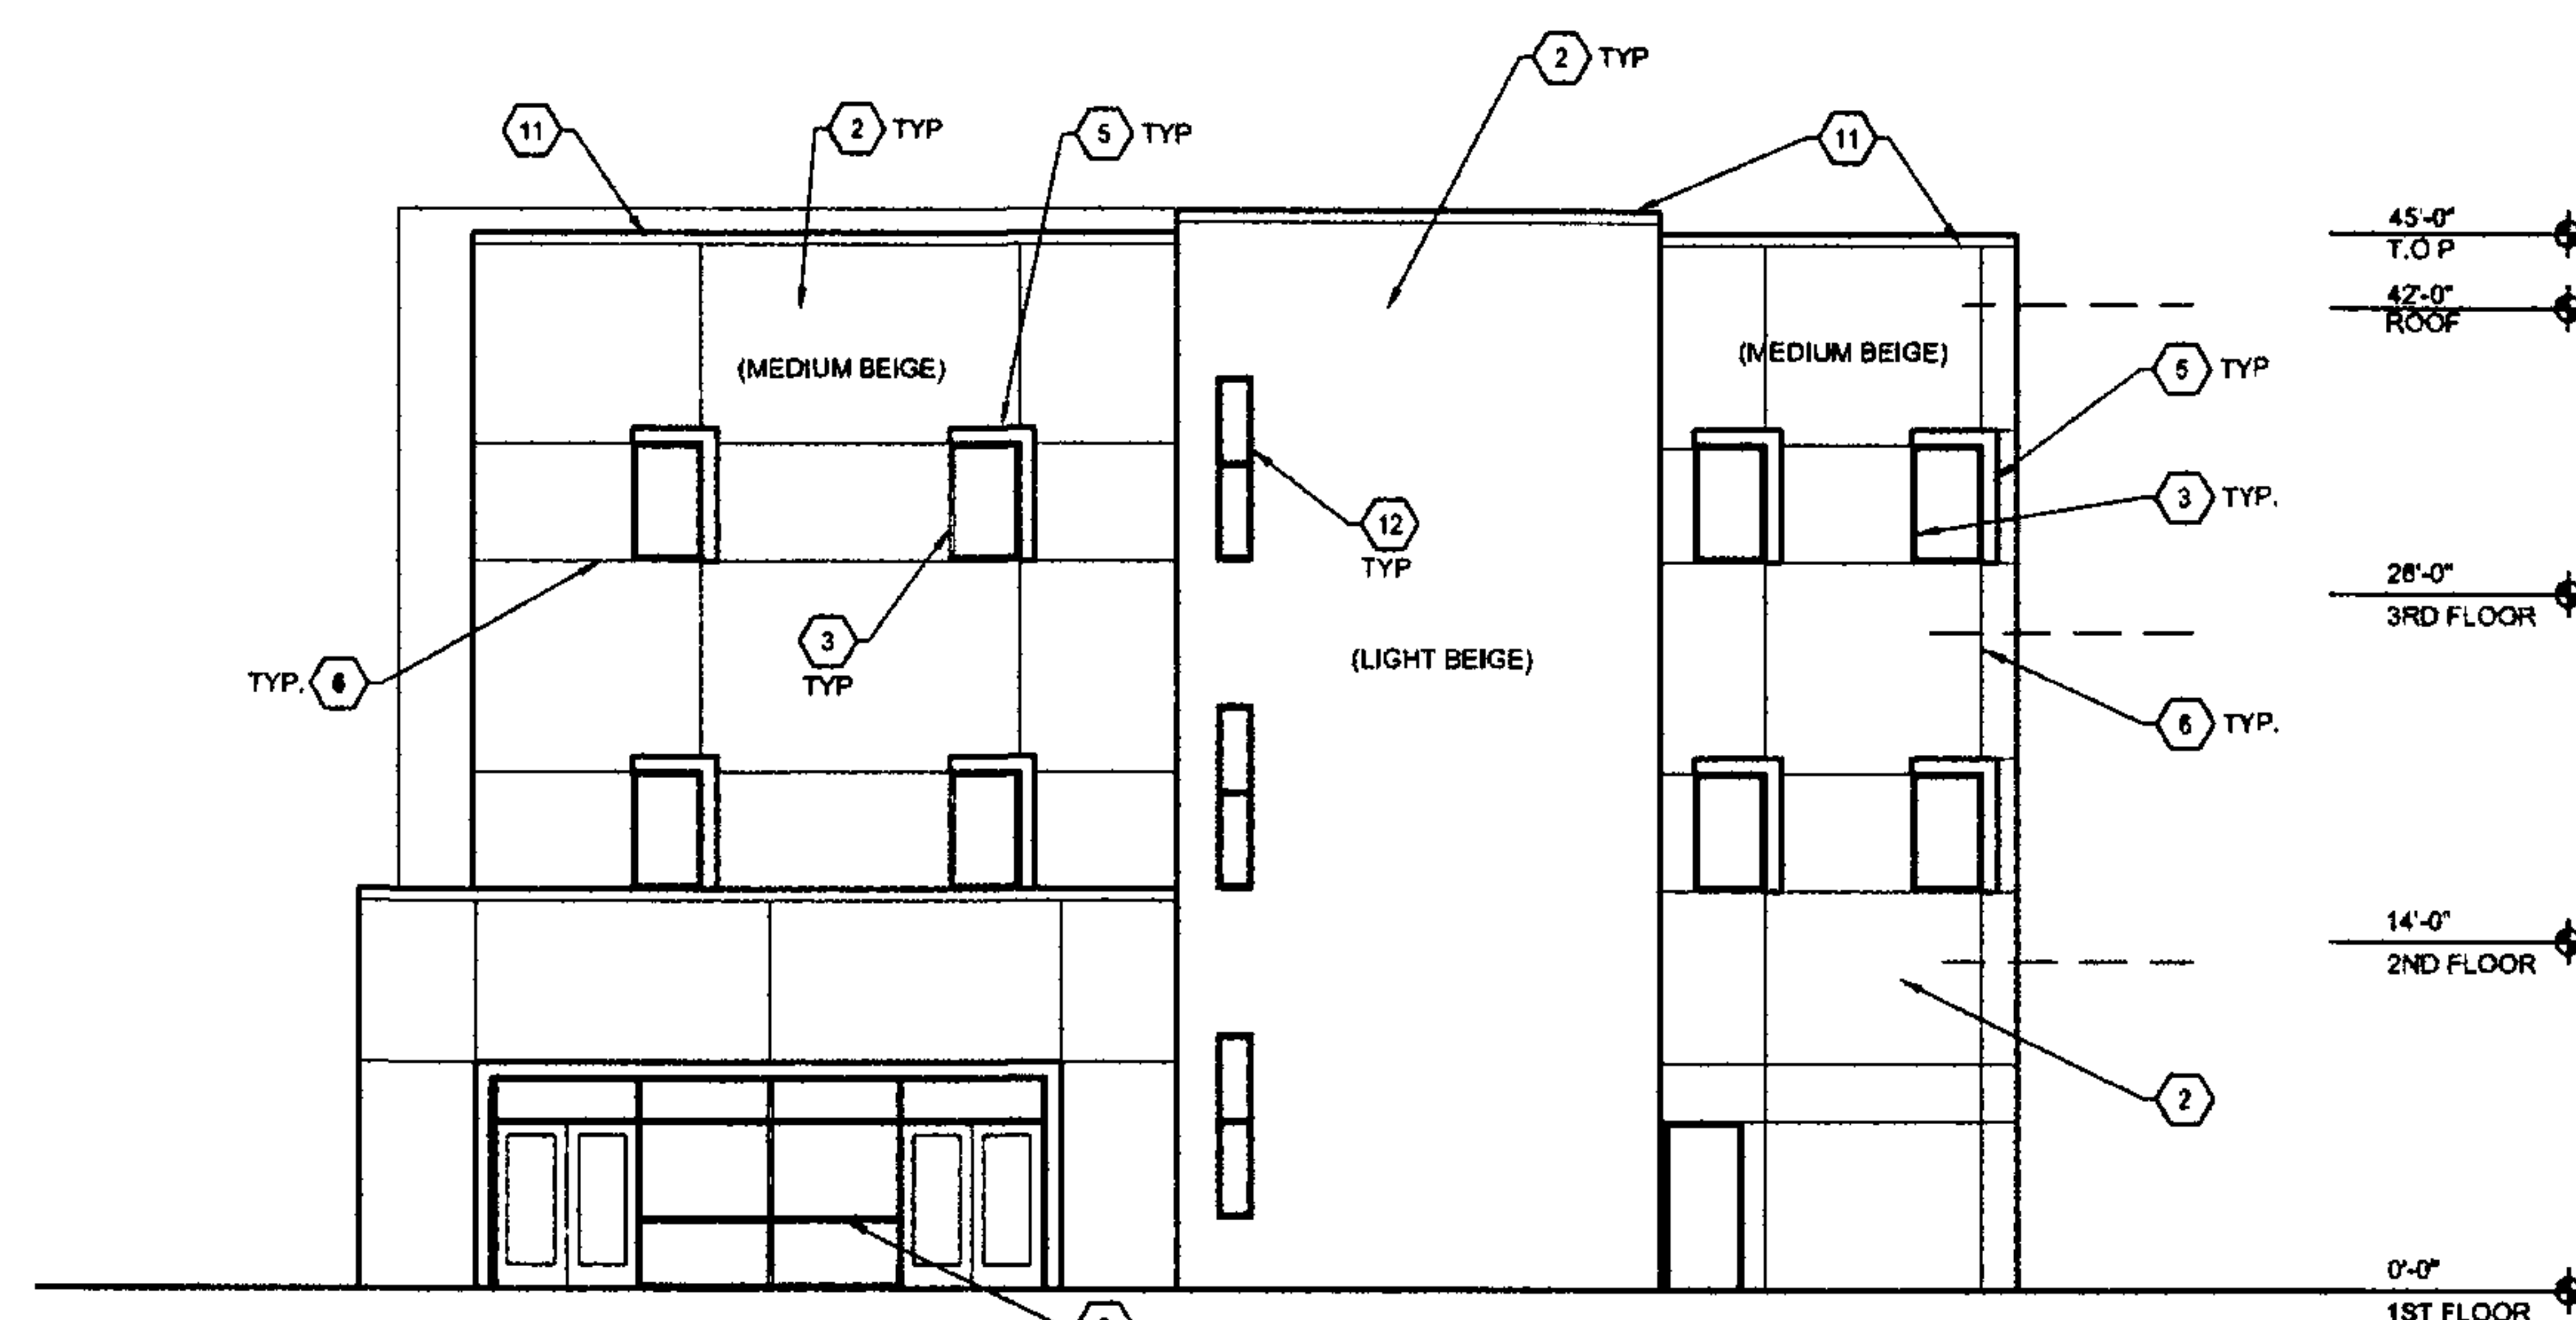 2 TYP
11
2 TYP
5 TYP
11
45'-0"
T.O P
42'-0"
ROOF
(MEDIUM BEIGE)
(MEDIUM BEIGE)
5 TYP
3 TYP.
12
TYP
28'-0"
3RD FLOOR
3
TYP
(LIGHT BEIGE)
TYP. 6
6 TYP.
14'-0"
2ND FLOOR
2
0'-0"
1ST FLOOR